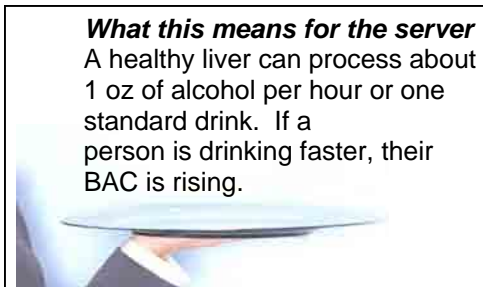 What this means for the server
A healthy liver can process about
1 oz of alcohol per hour or one
standard drink.  If a
person is drinking faster, their
BAC is rising.